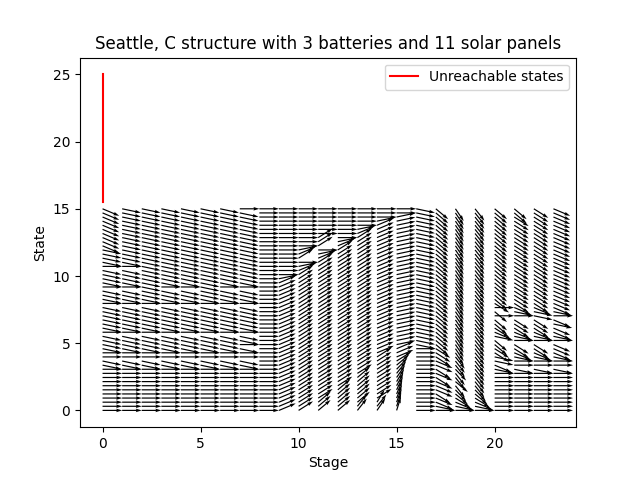 Seattle, C structure with 3 batteries and 11 solar panels
Unreachable states
25
20
15
10
5
0
State
0 5 10 15 20
Stage